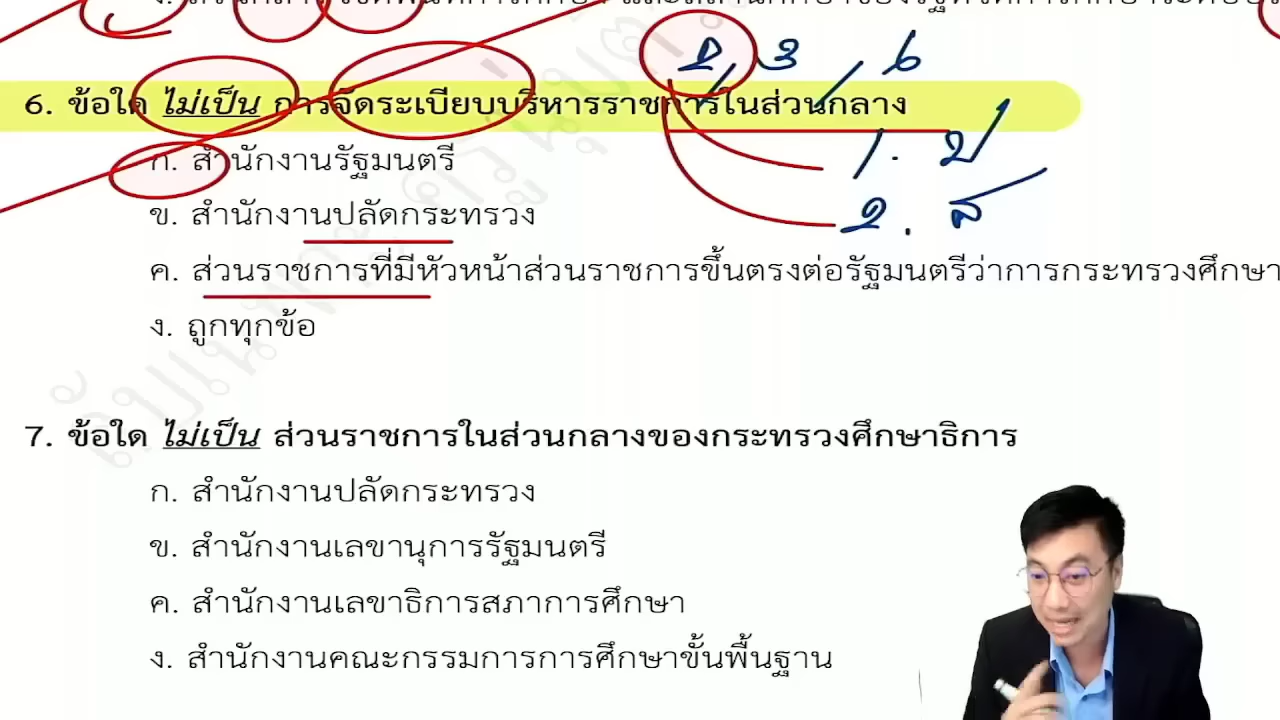 2, 3, 6
6. ข้อใด ไม่เป็น การจัดระเบียบบริหารราชการในส่วนกลาง
ก. สำนักงานรัฐมนตรี
1. ป
ข. สำนักงานปลัดกระทรวง
2. ส
ค. ส่วนราชการที่มีหัวหน้าส่วนราชการขึ้นตรงต่อรัฐมนตรีว่าการกระทรวงศึกษา
ง. ถูกทุกข้อ
7. ข้อใด ไม่เป็น ส่วนราชการในส่วนกลางของกระทรวงศึกษาธิการ
ก. สำนักงานปลัดกระทรวง
ข. สำนักงานเลขานุการรัฐมนตรี
ค. สำนักงานเลขาธิการสภาการศึกษา
ง. สำนักงานคณะกรรมการการศึกษาขั้นพื้นฐาน